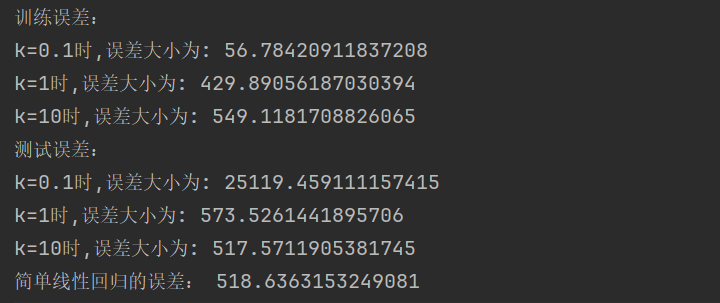 训练误差：
k=0.1时,误差大小为: 56.78420911837208
k=1时,误差大小为: 429.89056187030394
k=10时,误差大小为: 549.1181708826065
测试误差：
k=0.1时,误差大小为: 25119.459111157415
k=1时,误差大小为: 573.5261441895706
k=10时,误差大小为: 517.5711905381745
简单线性回归的误差： 518.6363153249081